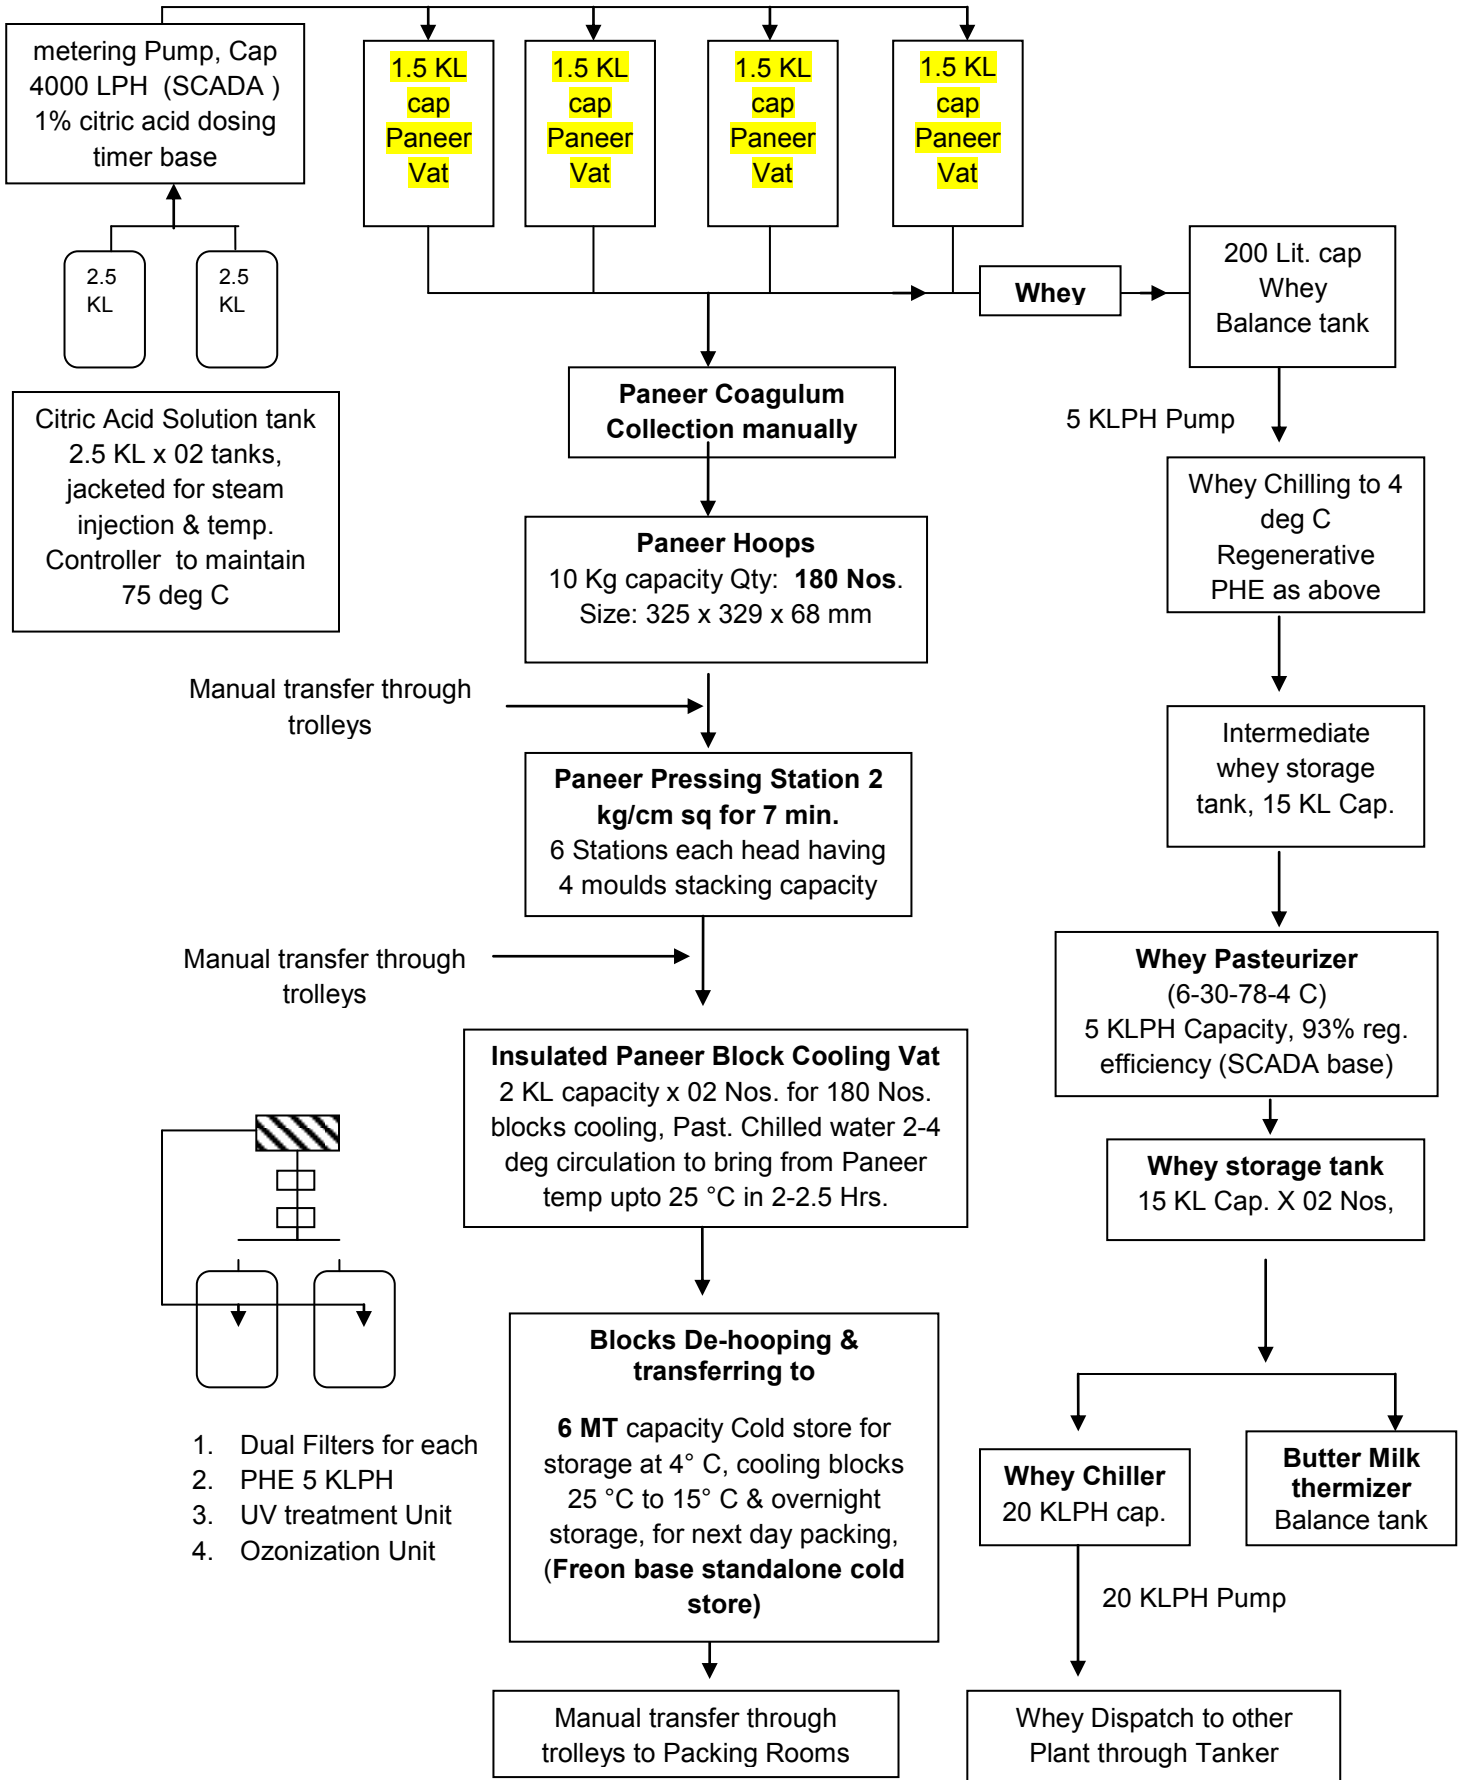 metering Pump, Cap
4000 LPH  (SCADA )
1% citric acid dosing
timer base
1.5 KL
cap
Paneer
Vat
1.5 KL
cap
Paneer
Vat
1.5 KL
cap
Paneer
Vat
1.5 KL
cap
Paneer
Vat
2.5
KL
2.5
KL
Whey
200 Lit. cap
Whey
Balance tank
Citric Acid Solution tank
2.5 KL x 02 tanks,
jacketed for steam
injection & temp.
Controller  to maintain
75 deg C
Paneer Coagulum
Collection manually
5 KLPH Pump
Whey Chilling to 4
deg C
Regenerative
PHE as above
Paneer Hoops
10 Kg capacity Qty:  180 Nos.
Size: 325 x 329 x 68 mm
Manual transfer through
trolleys
Intermediate
whey storage
tank, 15 KL Cap.
Paneer Pressing Station 2
kg/cm sq for 7 min.
6 Stations each head having
4 moulds stacking capacity
Manual transfer through
trolleys
Whey Pasteurizer
(6-30-78-4 C)
5 KLPH Capacity, 93% reg.
efficiency (SCADA base)
Insulated Paneer Block Cooling Vat
2 KL capacity x 02 Nos. for 180 Nos.
blocks cooling, Past. Chilled water 2-4
deg circulation to bring from Paneer
temp upto 25 °C in 2-2.5 Hrs.
Whey storage tank
15 KL Cap. X 02 Nos,
Blocks De-hooping &
transferring to
6 MT capacity Cold store for
storage at 4° C, cooling blocks
25 °C to 15° C & overnight
storage, for next day packing,
(Freon base standalone cold
store)
1. Dual Filters for each
2. PHE 5 KLPH
3. UV treatment Unit
4. Ozonization Unit
Whey Chiller
20 KLPH cap.
Butter Milk
thermizer
Balance tank
20 KLPH Pump
Manual transfer through
trolleys to Packing Rooms
Whey Dispatch to other
Plant through Tanker